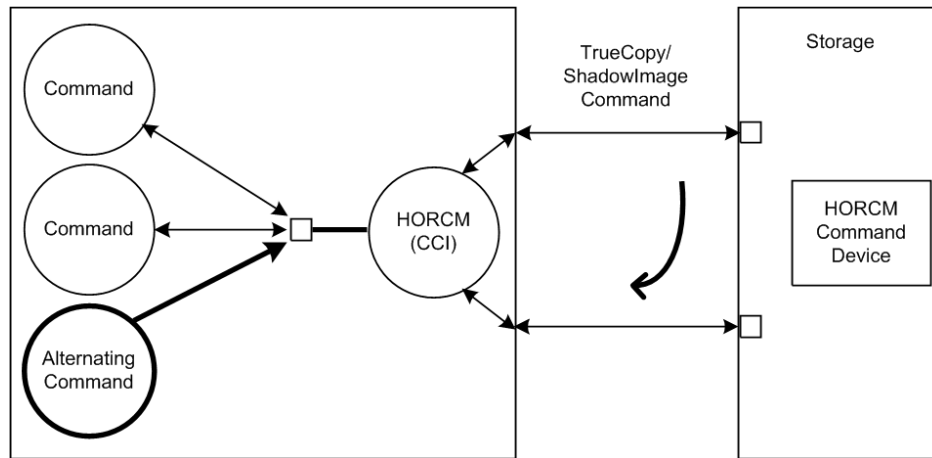 Command
Command
Alternating
Command
HORCM
(CCI)
TrueCopy/
ShadowImage
Command
Storage
HORCM
Command
Device